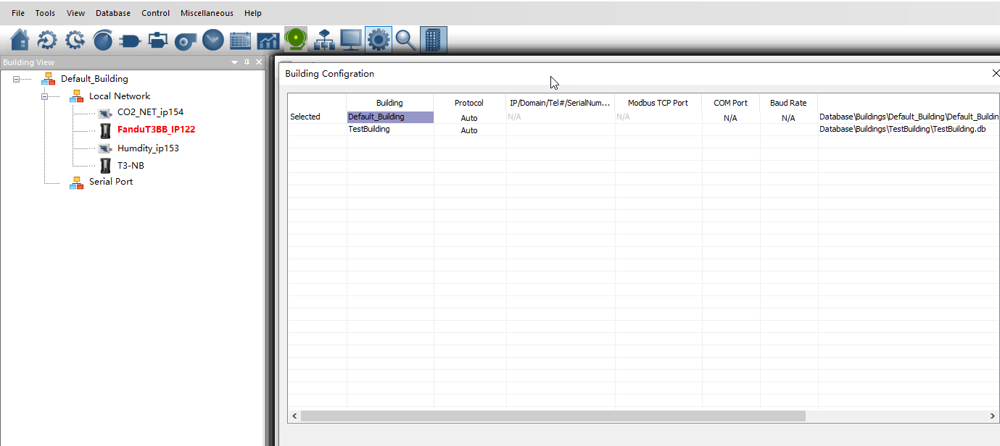 File Tools View Database Control Miscellaneous Help
Building View
Default_Building
Local Network
CO2_NET_ip154
FanduT3BB_IP122
Humdity_ip153
T3-NB
Serial Port
Building Configration
Building Protocol IP/Domain/Tel#/SerialNum... Modbus TCP Port COM Port Baud Rate
Selected Default_Building Auto N/A N/A N/A N/A Database\Buildings\Default_Building\Default_Buildin
TestBuilding Auto Database\Buildings\TestBuilding\TestBuilding.db